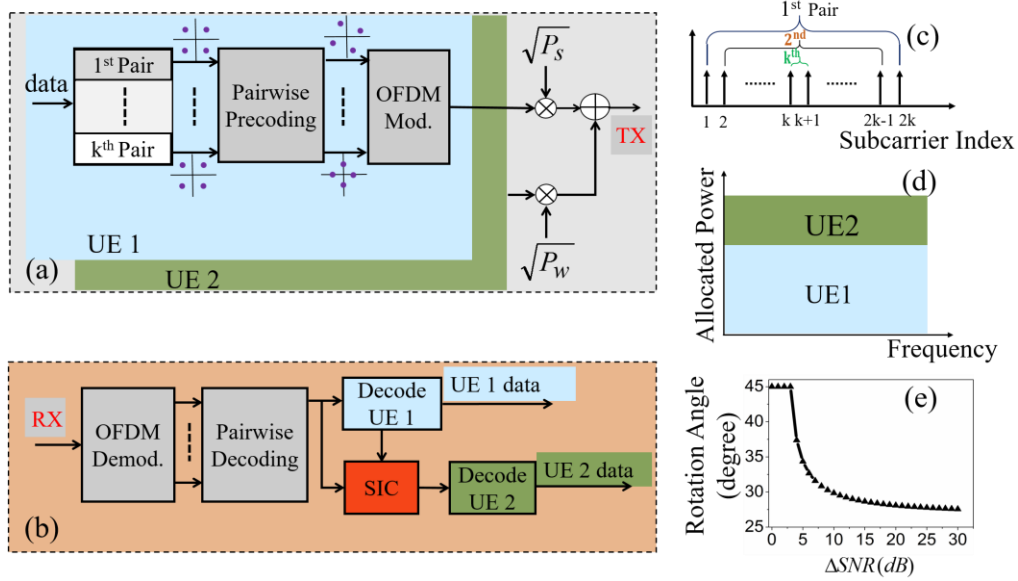 data
1st Pair
kth Pair
Pairwise
Precoding
OFDM
Mod.
√Ps
TX
√Pw
UE 1
UE 2
(a)
RX
OFDM
Demod.
Pairwise
Decoding
Decode
UE 1
UE 1 data
SIC
Decode
UE 2
UE 2 data
(b)
1st Pair
2nd
kth
(c)
........ ........
1 2 k k+1 2k-1 2k
Subcarrier Index
(d)
Allocated Power
UE2
UE1
Frequency
(e)
Rotation Angle
(degree)
45
40
35
30
25
0 5 10 15 20 25 30
ΔSNR(dB)